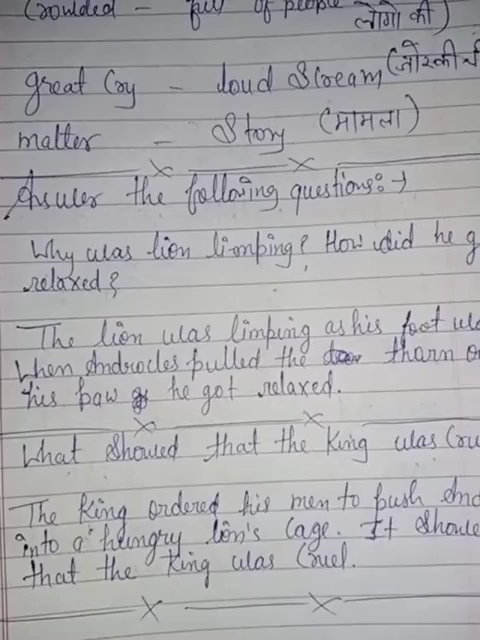 Crowded - full of people लोगो की)
great Cry - loud Scream (जोर की
matter - Story (मामला)
Answer the following questions:→
Why was lion limping? How did he g
relaxed?
The lion was limping as his foot
When Androcles pulled the tharn
his paw he got relaxed.
What Showed that the King was Cru
The King ordered his men to push And
into a hungry lion's Cage. It Showe
that the King was Cruel.